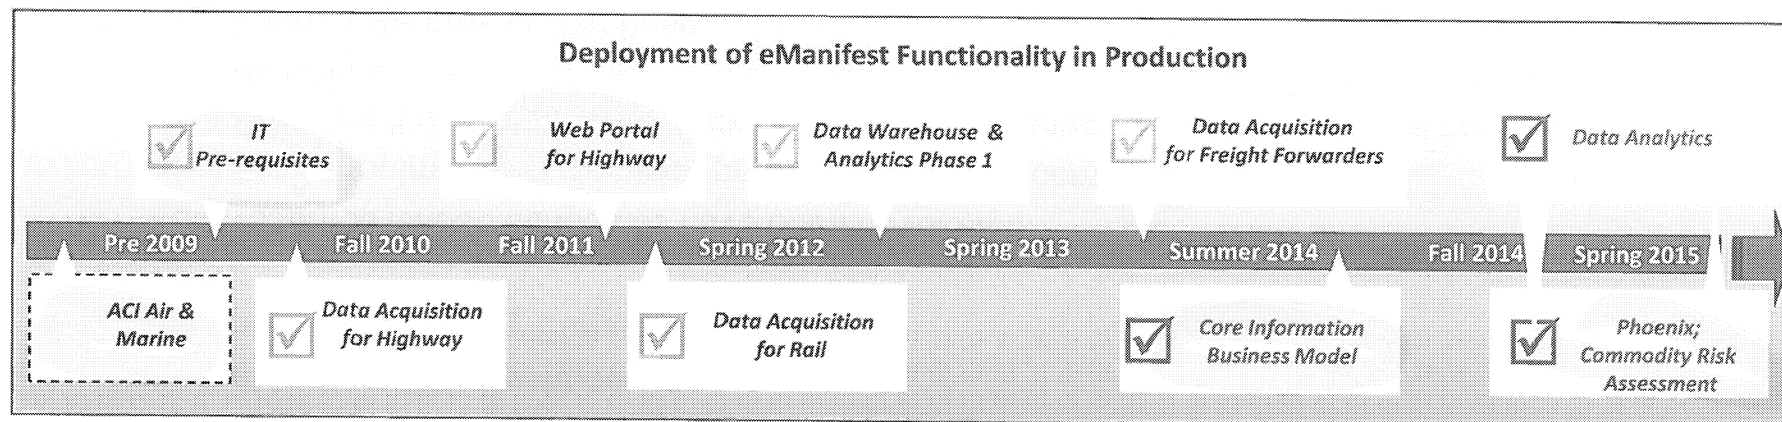 Deployment of eManifest Functionality in Production
IT
Pre-requisites
Web Portal
for Highway
Data Warehouse &
Analytics Phase 1
Data Acquisition
for Freight Forwarders
Data Analytics
Pre 2009
Fall 2010
Fall 2011
Spring 2012
Spring 2013
Summer 2014
Fall 2014
Spring 2015
ACI Air &
Marine
Data Acquisition
for Highway
Data Acquisition
for Rail
Core Information
Business Model
Phoenix;
Commodity Risk
Assessment